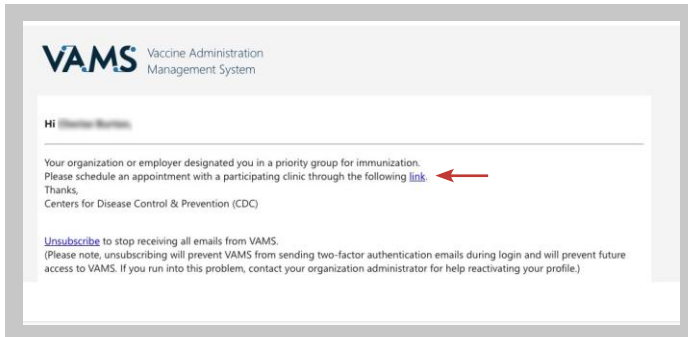 VAMS Vaccine Administration
Management System
Hi
Your organization or employer designated you in a priority group for immunization.
Please schedule an appointment with a participating clinic through the following link.
Thanks,
Centers for Disease Control & Prevention (CDC)
Unsubscribe to stop receiving all emails from VAMS.
(Please note, unsubscribing will prevent VAMS from sending two-factor authentication emails during login and will prevent future
access to VAMS. If you run into this problem, contact your organization administrator for help reactivating your profile.)